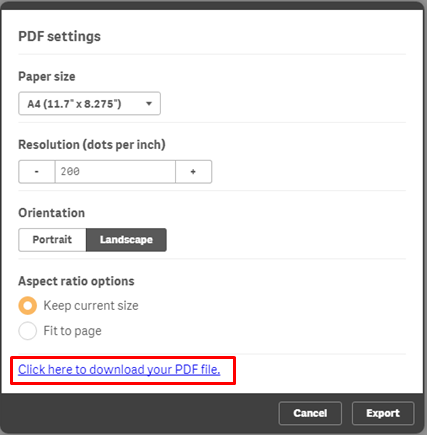 PDF settings
Paper size
A4 (11.7" x 8.275")
Resolution (dots per inch)
- 200 +
Orientation
Portrait Landscape
Aspect ratio options
Keep current size
Fit to page
Click here to download your PDF file.
Cancel Export